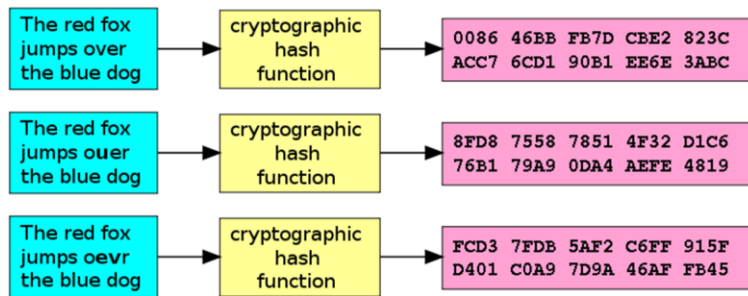 The red fox
jumps over
the blue dog
cryptographic
hash
function
0086 46BB FB7D CBE2 823C
ACC7 6CD1 90B1 EE6E 3ABC
The red fox
jumps ouer
the blue dog
cryptographic
hash
function
8FD8 7558 7851 4F32 D1C6
76B1 79A9 0DA4 AEFE 4819
The red fox
jumps oevr
the blue dog
cryptographic
hash
function
FCD3 7FDB 5AF2 C6FF 915F
D401 C0A9 7D9A 46AF FB45